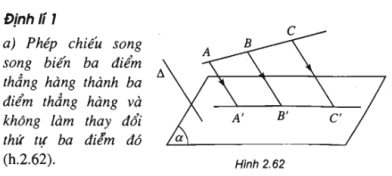 Định lí 1
a) Phép chiếu song
song biến ba điểm
thẳng hàng thành ba
điểm thẳng hàng và
không làm thay đổi
thứ tự ba điểm đó
(h.2.62).
A
B
C
Δ
A'
B'
C'
α
Hình 2.62